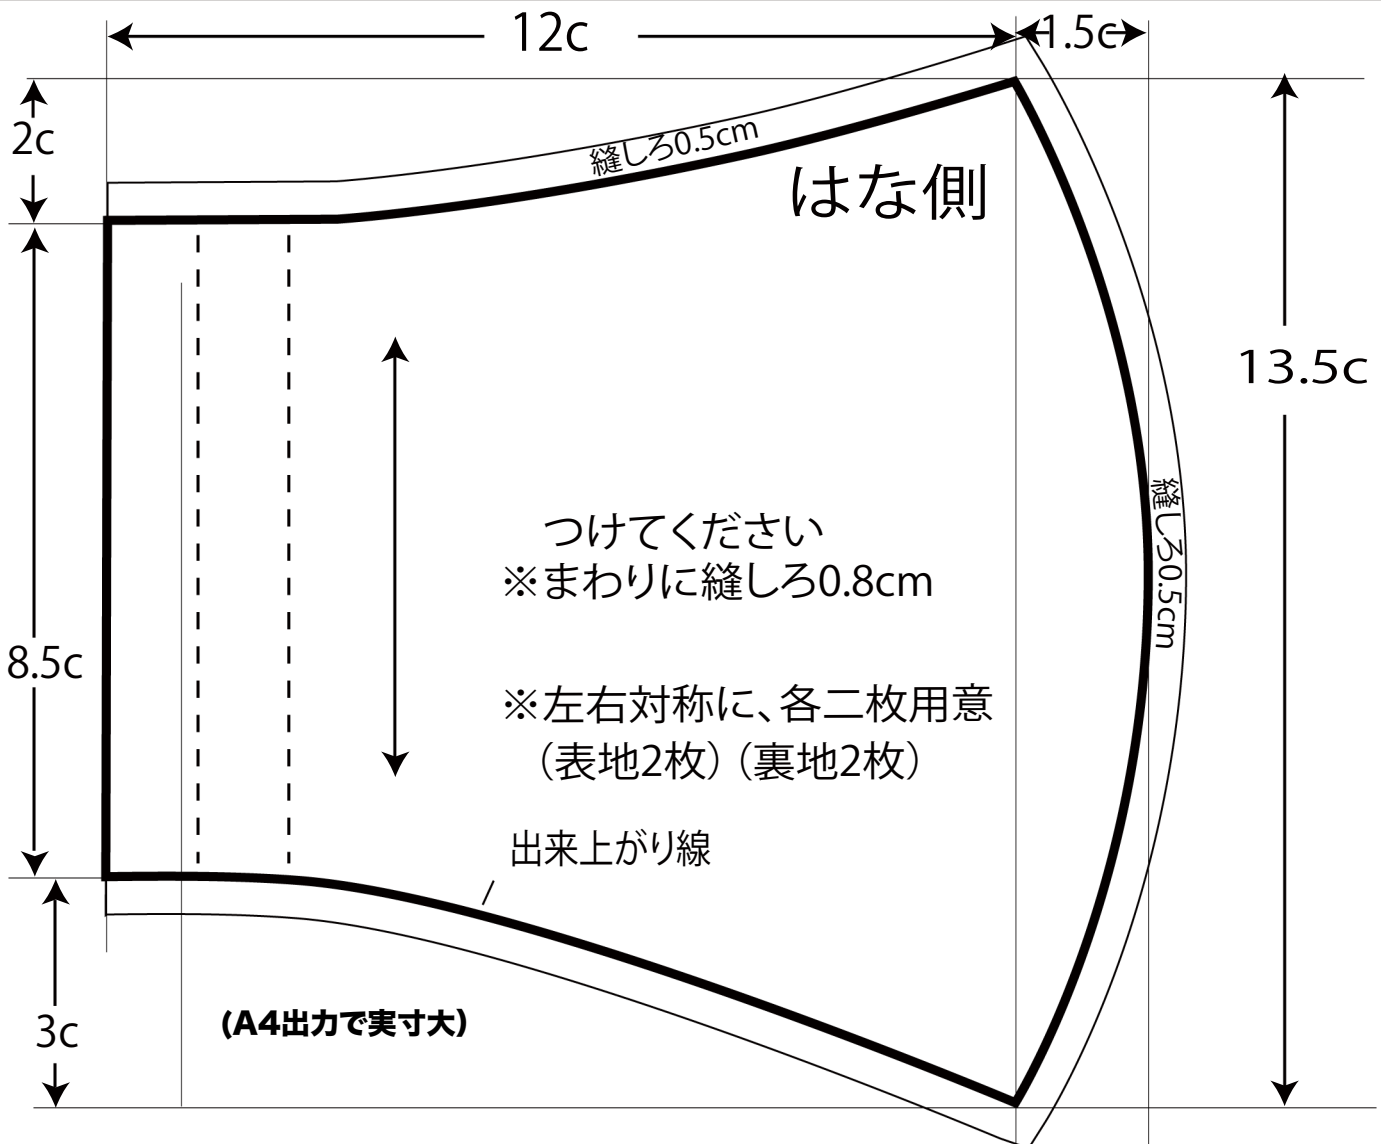 12c
1.5c
2c
縫しろ0.5cm
はな側
13.5c
つけてください
※まわりに縫しろ0.8cm
縫しろ0.5cm
8.5c
※左右対称に、各二枚用意
（表地2枚）（裏地2枚）
出来上がり線
3c
(A4出力で実寸大)